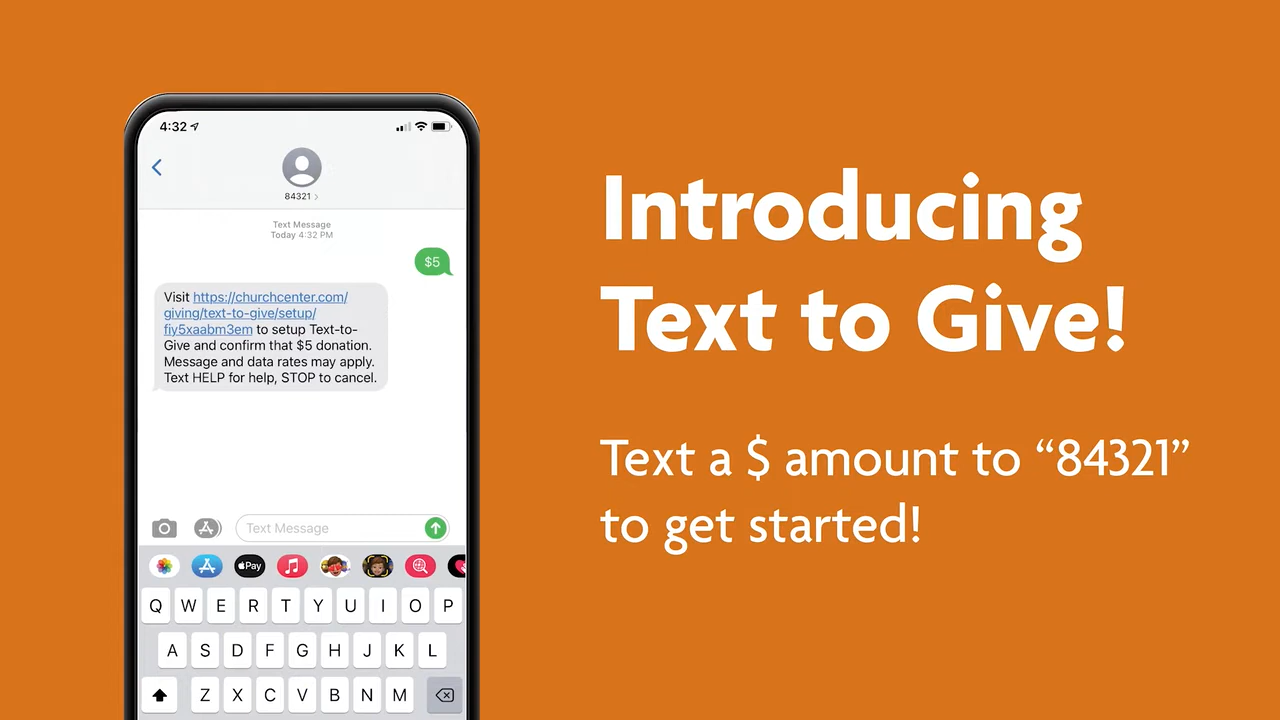 4:32
84321
Text Message
Today 4:32 PM
$5
Visit https://churchcenter.com/
giving/text-to-give/setup/
fiy5xaabm3em to setup Text-to-
Give and confirm that $5 donation.
Message and data rates may apply.
Text HELP for help, STOP to cancel.
Text Message
Pay
Q W E R T Y U I O P
A S D F G H J K L
Z X C V B N M
Introducing
Text to Give!
Text a $ amount to “84321”
to get started!